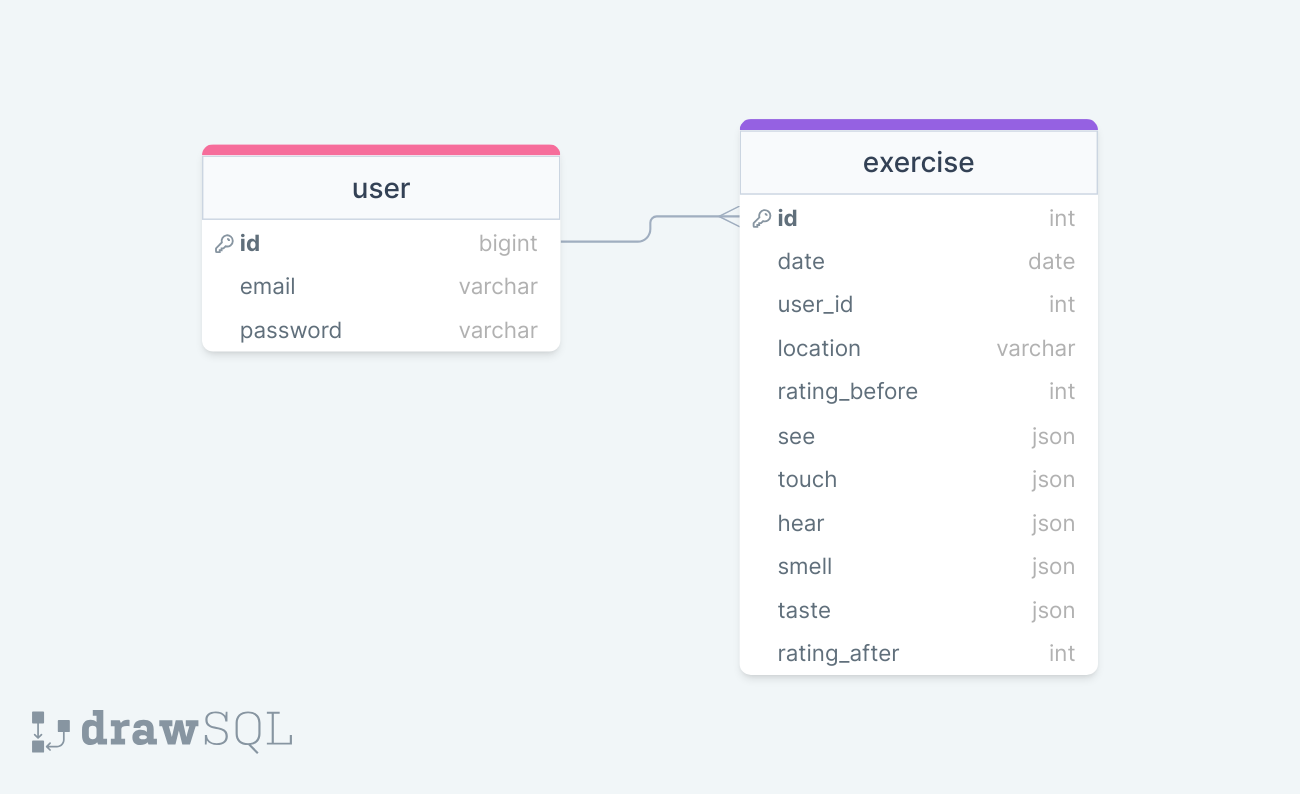 user
id bigint
email varchar
password varchar
exercise
id int
date date
user_id int
location varchar
rating_before int
see json
touch json
hear json
smell json
taste json
rating_after int
drawSQL